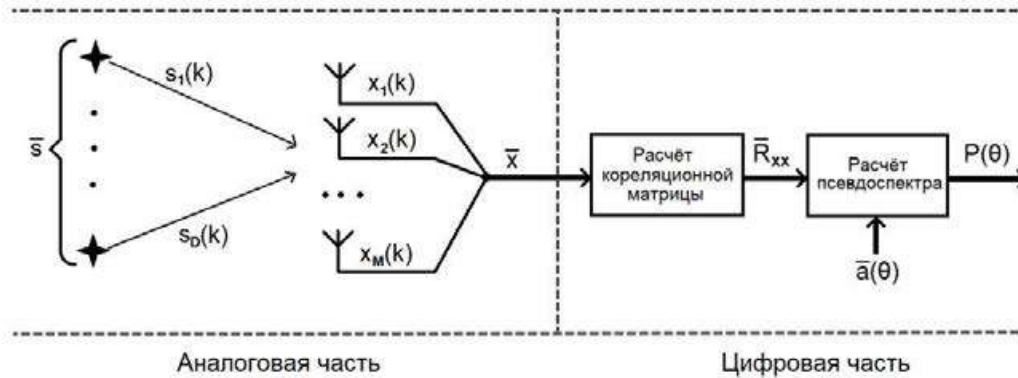 s̅
s₁(k)
s_D(k)
x₁(k)
x₂(k)
x_M(k)
x̅
Расчёт
кореляционной
матрицы
R̅xx
Расчёт
псевдоспектра
P(θ)
a̅(θ)
Аналоговая часть
Цифровая часть